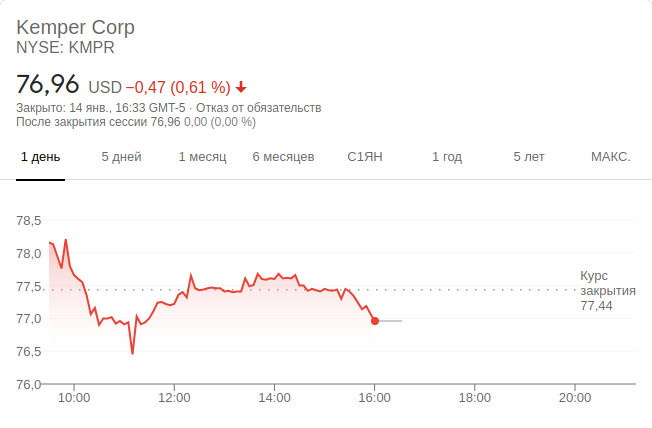 Kemper Corp
NYSE: KMPR
76,96 USD −0,47 (0,61 %)
Закрыто: 14 янв., 16:33 GMT-5 · Отказ от обязательств
После закрытия сессии 76,96 0,00 (0,00 %)
1 день 5 дней 1 месяц 6 месяцев С1ЯН 1 год 5 лет МАКС.
78,5
78,0
77,5
77,0
76,5
76,0
Курс
закрытия
77,44
10:00 12:00 14:00 16:00 18:00 20:00